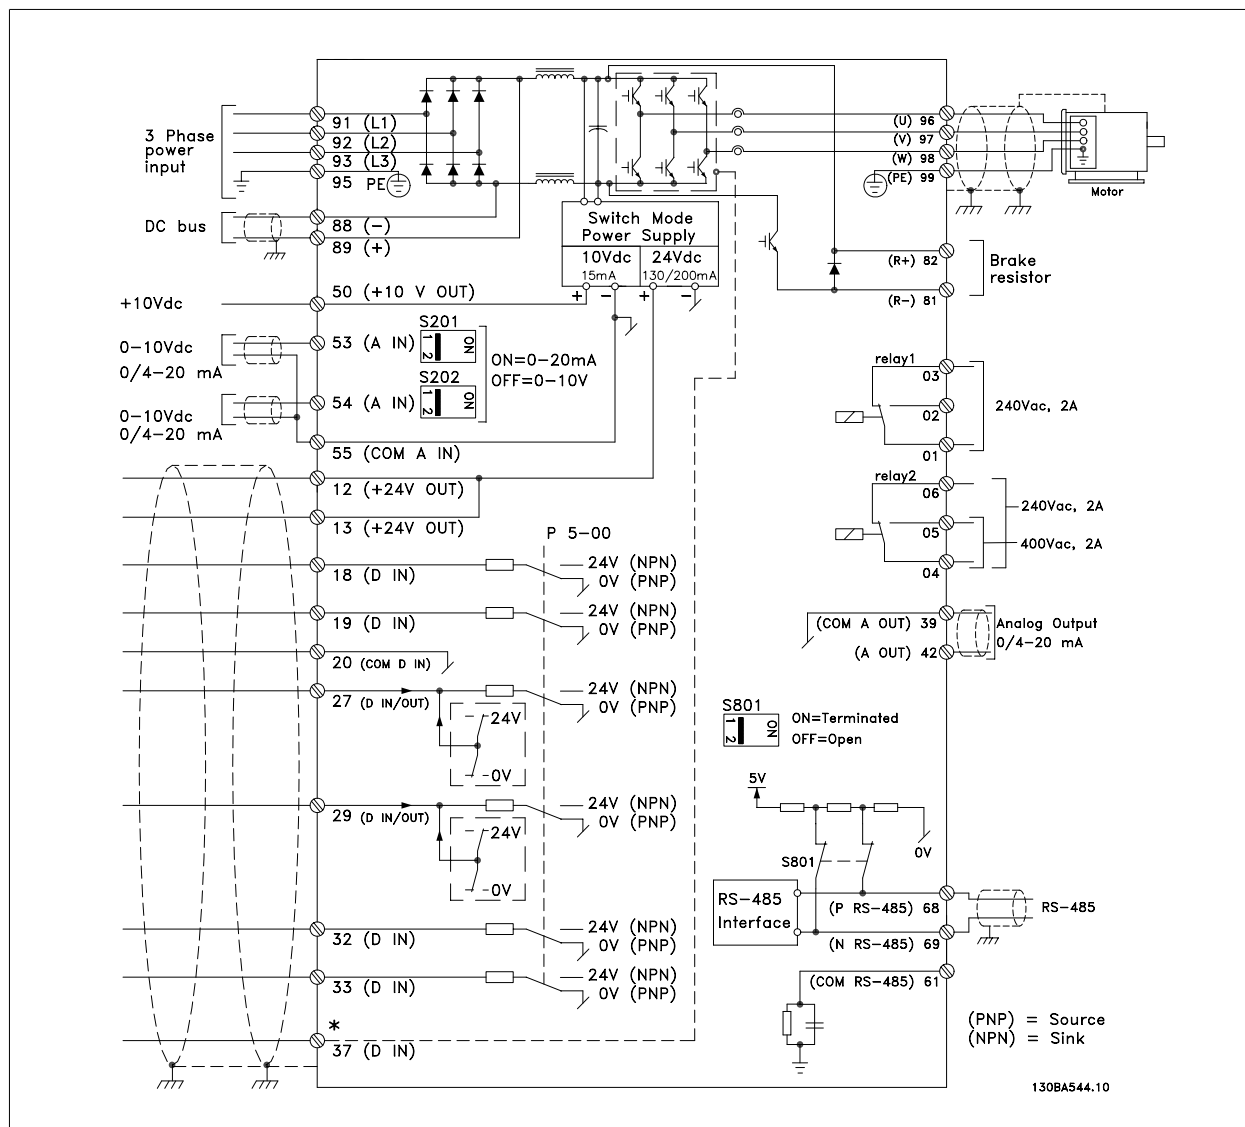 3 Phase
power
input
91 (L1)
92 (L2)
93 (L3)
95 PE
DC bus
88 (-)
89 (+)
+10Vdc
50 (+10 V OUT)
0-10Vdc
0/4-20 mA
53 (A IN)
S201
1 2
ON
ON=0-20mA
OFF=0-10V
0-10Vdc
0/4-20 mA
54 (A IN)
S202
1 2
ON
55 (COM A IN)
12 (+24V OUT)
13 (+24V OUT)
P 5-00
18 (D IN)
24V (NPN)
0V (PNP)
19 (D IN)
24V (NPN)
0V (PNP)
20 (COM D IN)
27 (D IN/OUT)
24V (NPN)
0V (PNP)
24V
0V
29 (D IN/OUT)
24V (NPN)
0V (PNP)
24V
0V
32 (D IN)
24V (NPN)
0V (PNP)
33 (D IN)
24V (NPN)
0V (PNP)
*
37 (D IN)
Switch Mode
Power Supply
10Vdc
15mA
24Vdc
130/200mA
+ - + -
(U) 96
(V) 97
(W) 98
(PE) 99
Motor
(R+) 82
(R-) 81
Brake
resistor
relay1
03
02
01
240Vac, 2A
relay2
06
05
04
240Vac, 2A
400Vac, 2A
(COM A OUT) 39
(A OUT) 42
Analog Output
0/4-20 mA
S801
1 2
ON
ON=Terminated
OFF=Open
5V
S801
0V
RS-485
Interface
(P RS-485) 68
(N RS-485) 69
RS-485
(COM RS-485) 61
(PNP) = Source
(NPN) = Sink
130BA544.10